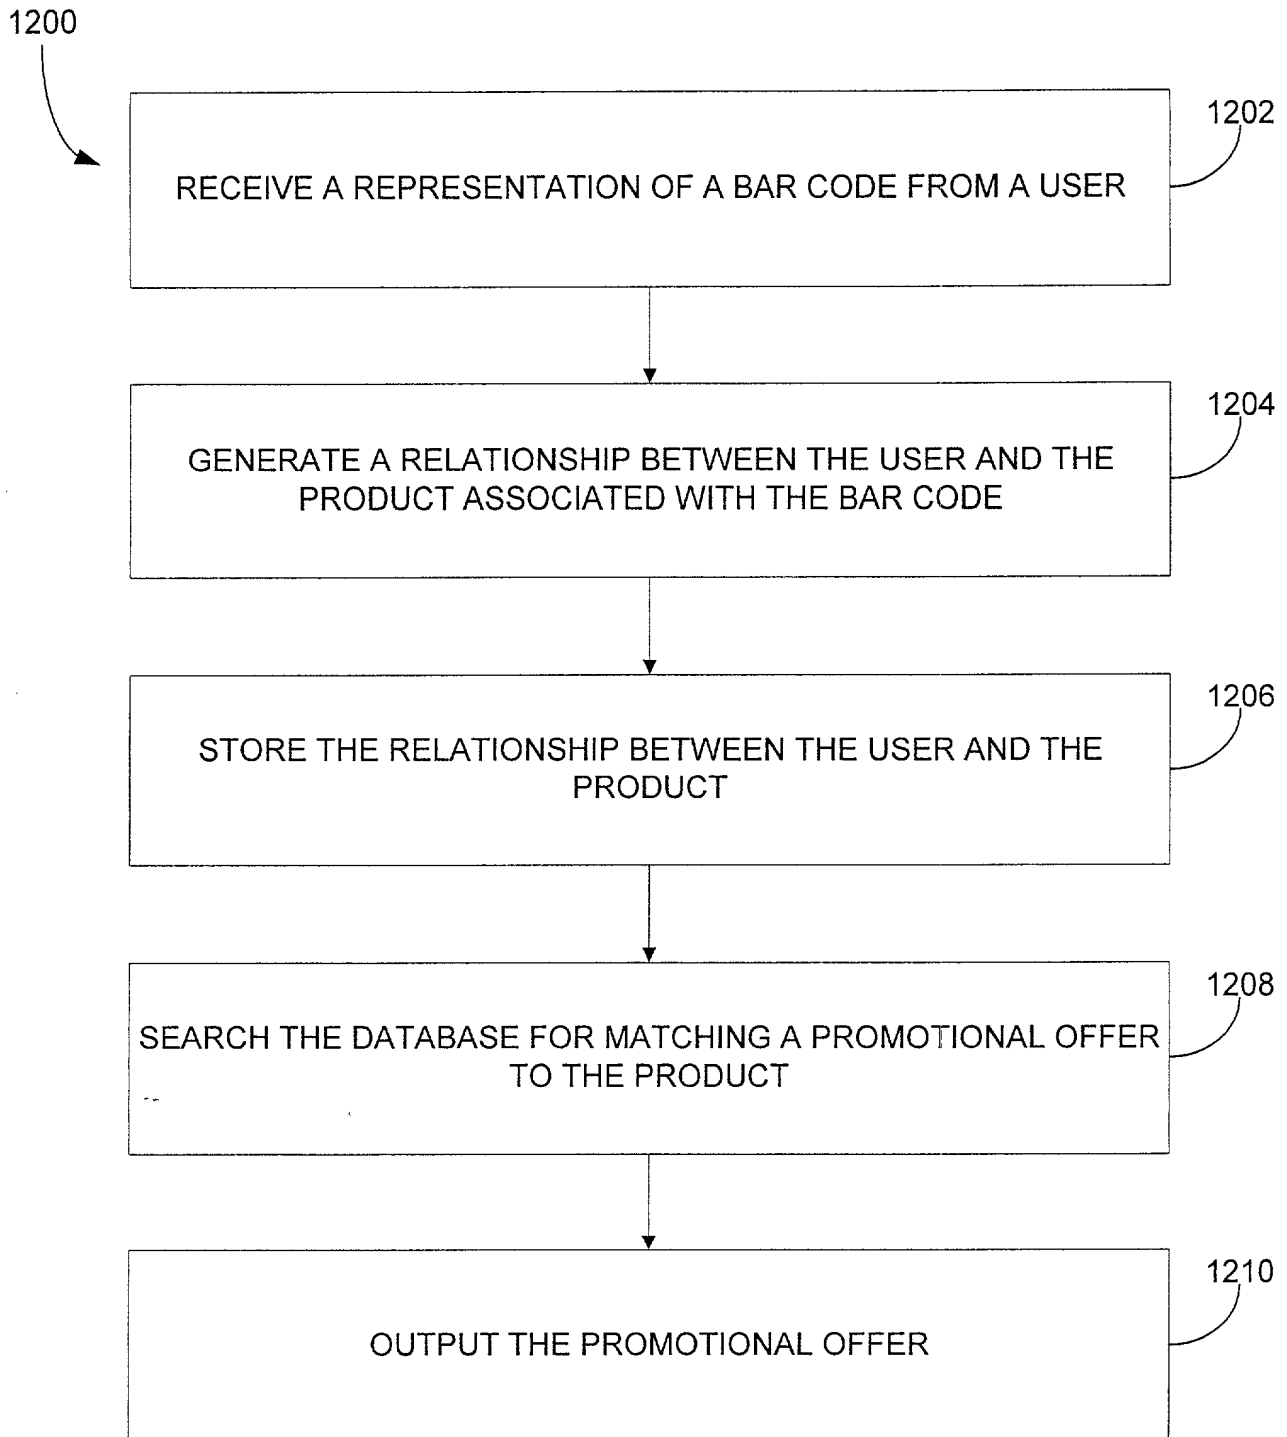 1200
1202
RECEIVE A REPRESENTATION OF A BAR CODE FROM A USER
1204
GENERATE A RELATIONSHIP BETWEEN THE USER AND THE
PRODUCT ASSOCIATED WITH THE BAR CODE
1206
STORE THE RELATIONSHIP BETWEEN THE USER AND THE
PRODUCT
1208
SEARCH THE DATABASE FOR MATCHING A PROMOTIONAL OFFER
TO THE PRODUCT
1210
OUTPUT THE PROMOTIONAL OFFER